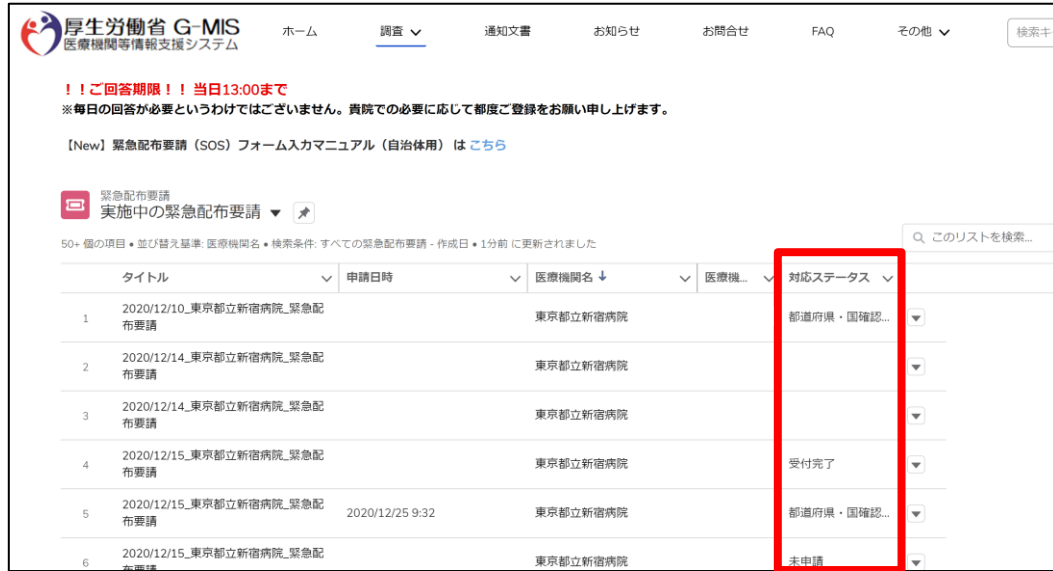 厚生労働省 G-MIS
医療機関等情報支援システム
ホーム 調査 通知文書 お知らせ お問合せ FAQ その他 検索キ
!!ご回答期限!! 当日13:00まで
※毎日の回答が必要というわけではございません。貴院での必要に応じて都度ご登録をお願い申し上げます。
【New】緊急配布要請（SOS）フォーム入力マニュアル（自治体用） は こちら
緊急配布要請
実施中の緊急配布要請
50+ 個の項目 • 並び替え基準: 医療機関名 • 検索条件: すべての緊急配布要請 - 作成日 • 1分前 に更新されました
このリストを検索...
タイトル 申請日時 医療機関名 ↓ 医療機... 対応ステータス
1 2020/12/10_東京都立新宿病院_緊急配 東京都立新宿病院 都道府県・国確認...
布要請
2 2020/12/14_東京都立新宿病院_緊急配 東京都立新宿病院
布要請
3 2020/12/14_東京都立新宿病院_緊急配 東京都立新宿病院
布要請
4 2020/12/15_東京都立新宿病院_緊急配 東京都立新宿病院 受付完了
布要請
5 2020/12/15_東京都立新宿病院_緊急配 2020/12/25 9:32 東京都立新宿病院 都道府県・国確認...
布要請
6 2020/12/15_東京都立新宿病院_緊急配 東京都立新宿病院 未申請
布要請